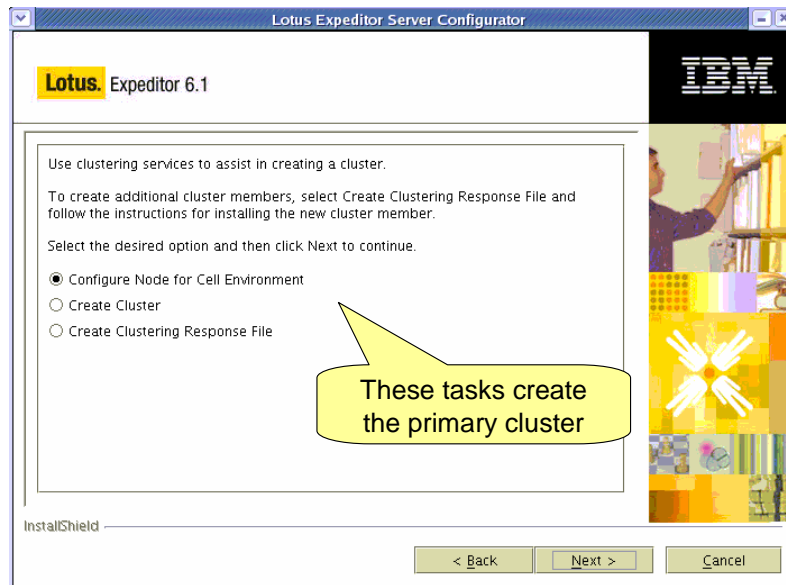 Lotus Expeditor Server Configurator
Lotus. Expeditor 6.1
IBM
Use clustering services to assist in creating a cluster.
To create additional cluster members, select Create Clustering Response File and
follow the instructions for installing the new cluster member.
Select the desired option and then click Next to continue.
Configure Node for Cell Environment
Create Cluster
Create Clustering Response File
These tasks create
the primary cluster
InstallShield
< Back
Next >
Cancel